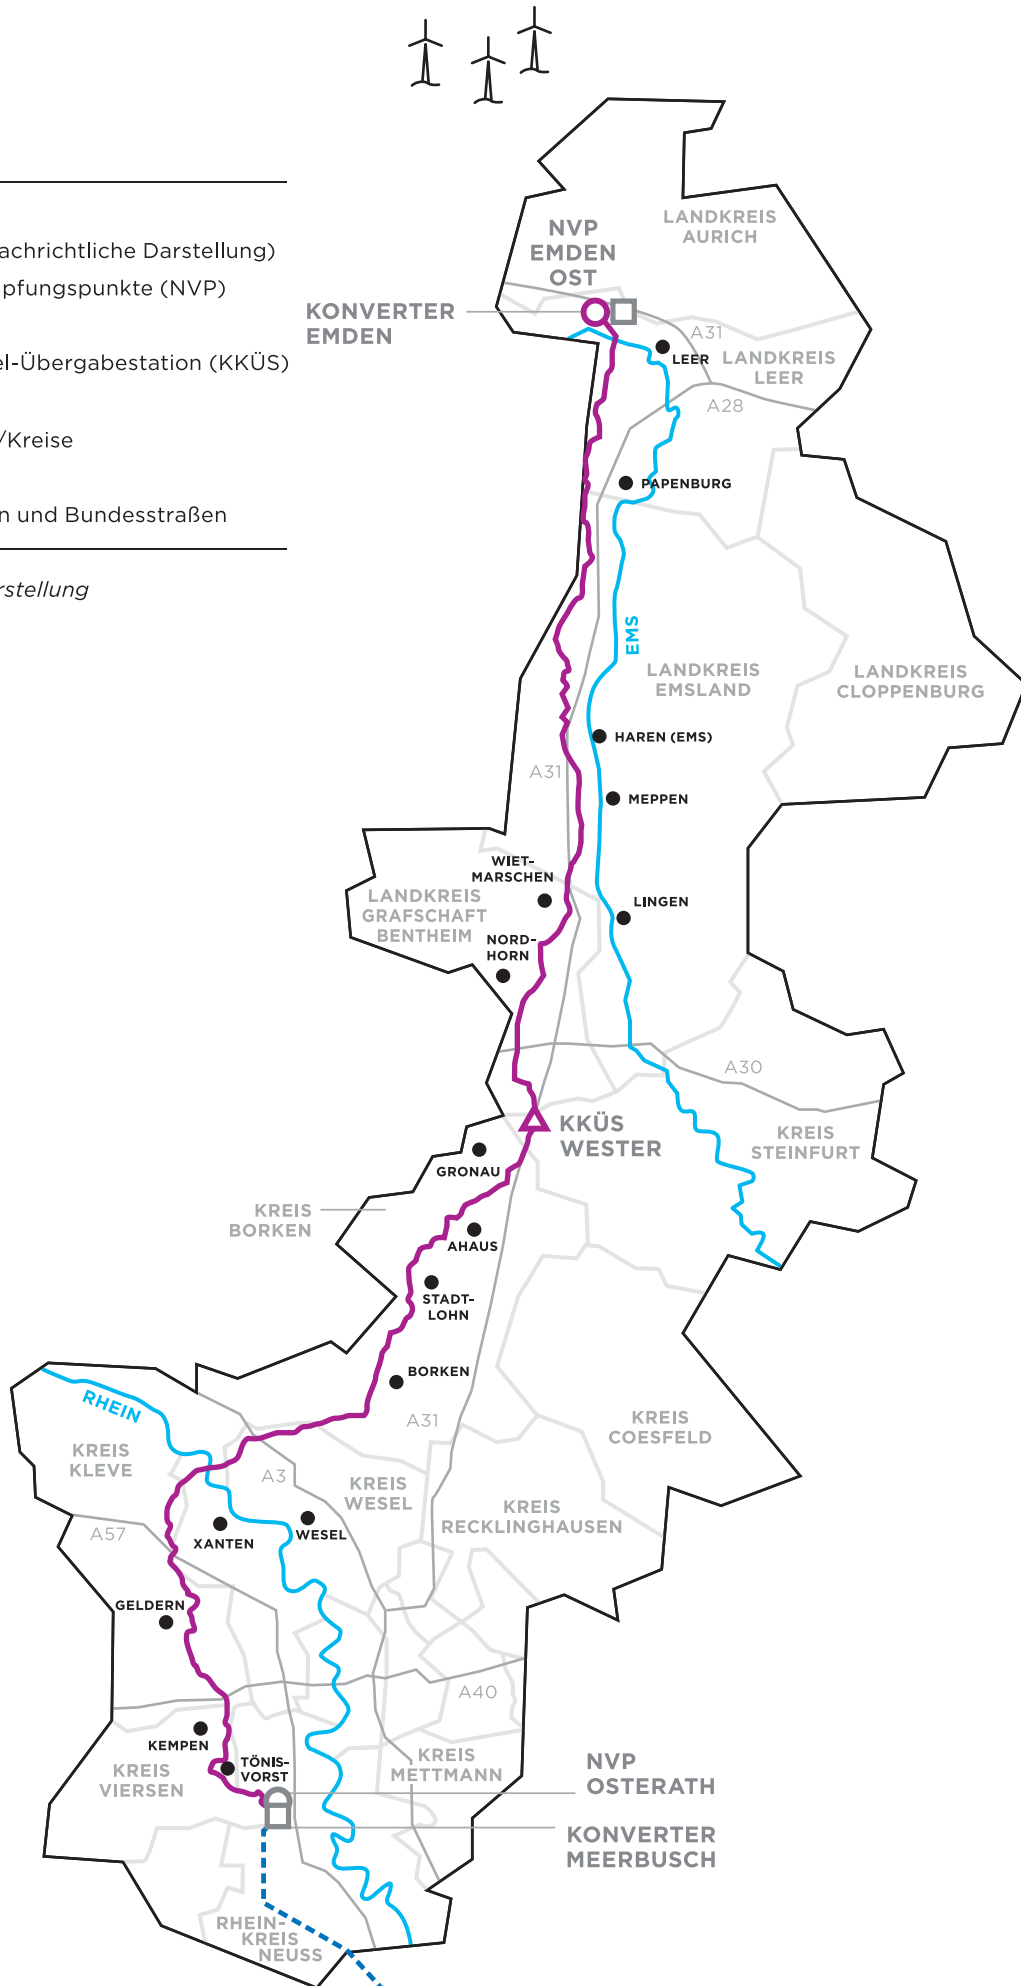 achrichtliche Darstellung)
pfungspunkte (NVP)
el-Übergabestation (KKÜS)
/Kreise
n und Bundesstraßen
rstellung
LANDKREIS
AURICH
NVP
EMDEN
OST
KONVERTER
EMDEN
A31
LEER
LANDKREIS
LEER
A28
PAPENBURG
EMS
LANDKREIS
EMSLAND
LANDKREIS
CLOPPENBURG
HAREN (EMS)
A31
MEPPEN
WIET-
MARSCHEN
LANDKREIS
GRAFSCHAFT
BENTHEIM
LINGEN
NORD-
HORN
A30
KKÜS
WESTER
KREIS
STEINFURT
GRONAU
KREIS
BORKEN
AHAUS
STADT-
LOHN
BORKEN
RHEIN
A31
KREIS
COESFELD
KREIS
KLEVE
A3
KREIS
WESEL
KREIS
RECKLINGHAUSEN
A57
XANTEN
WESEL
GELDERN
A40
KEMPEN
KREIS
VIERSEN
TÖNIS-
VORST
KREIS
METTMANN
NVP
OSTERATH
KONVERTER
MEERBUSCH
RHEIN-
KREIS
NEUSS